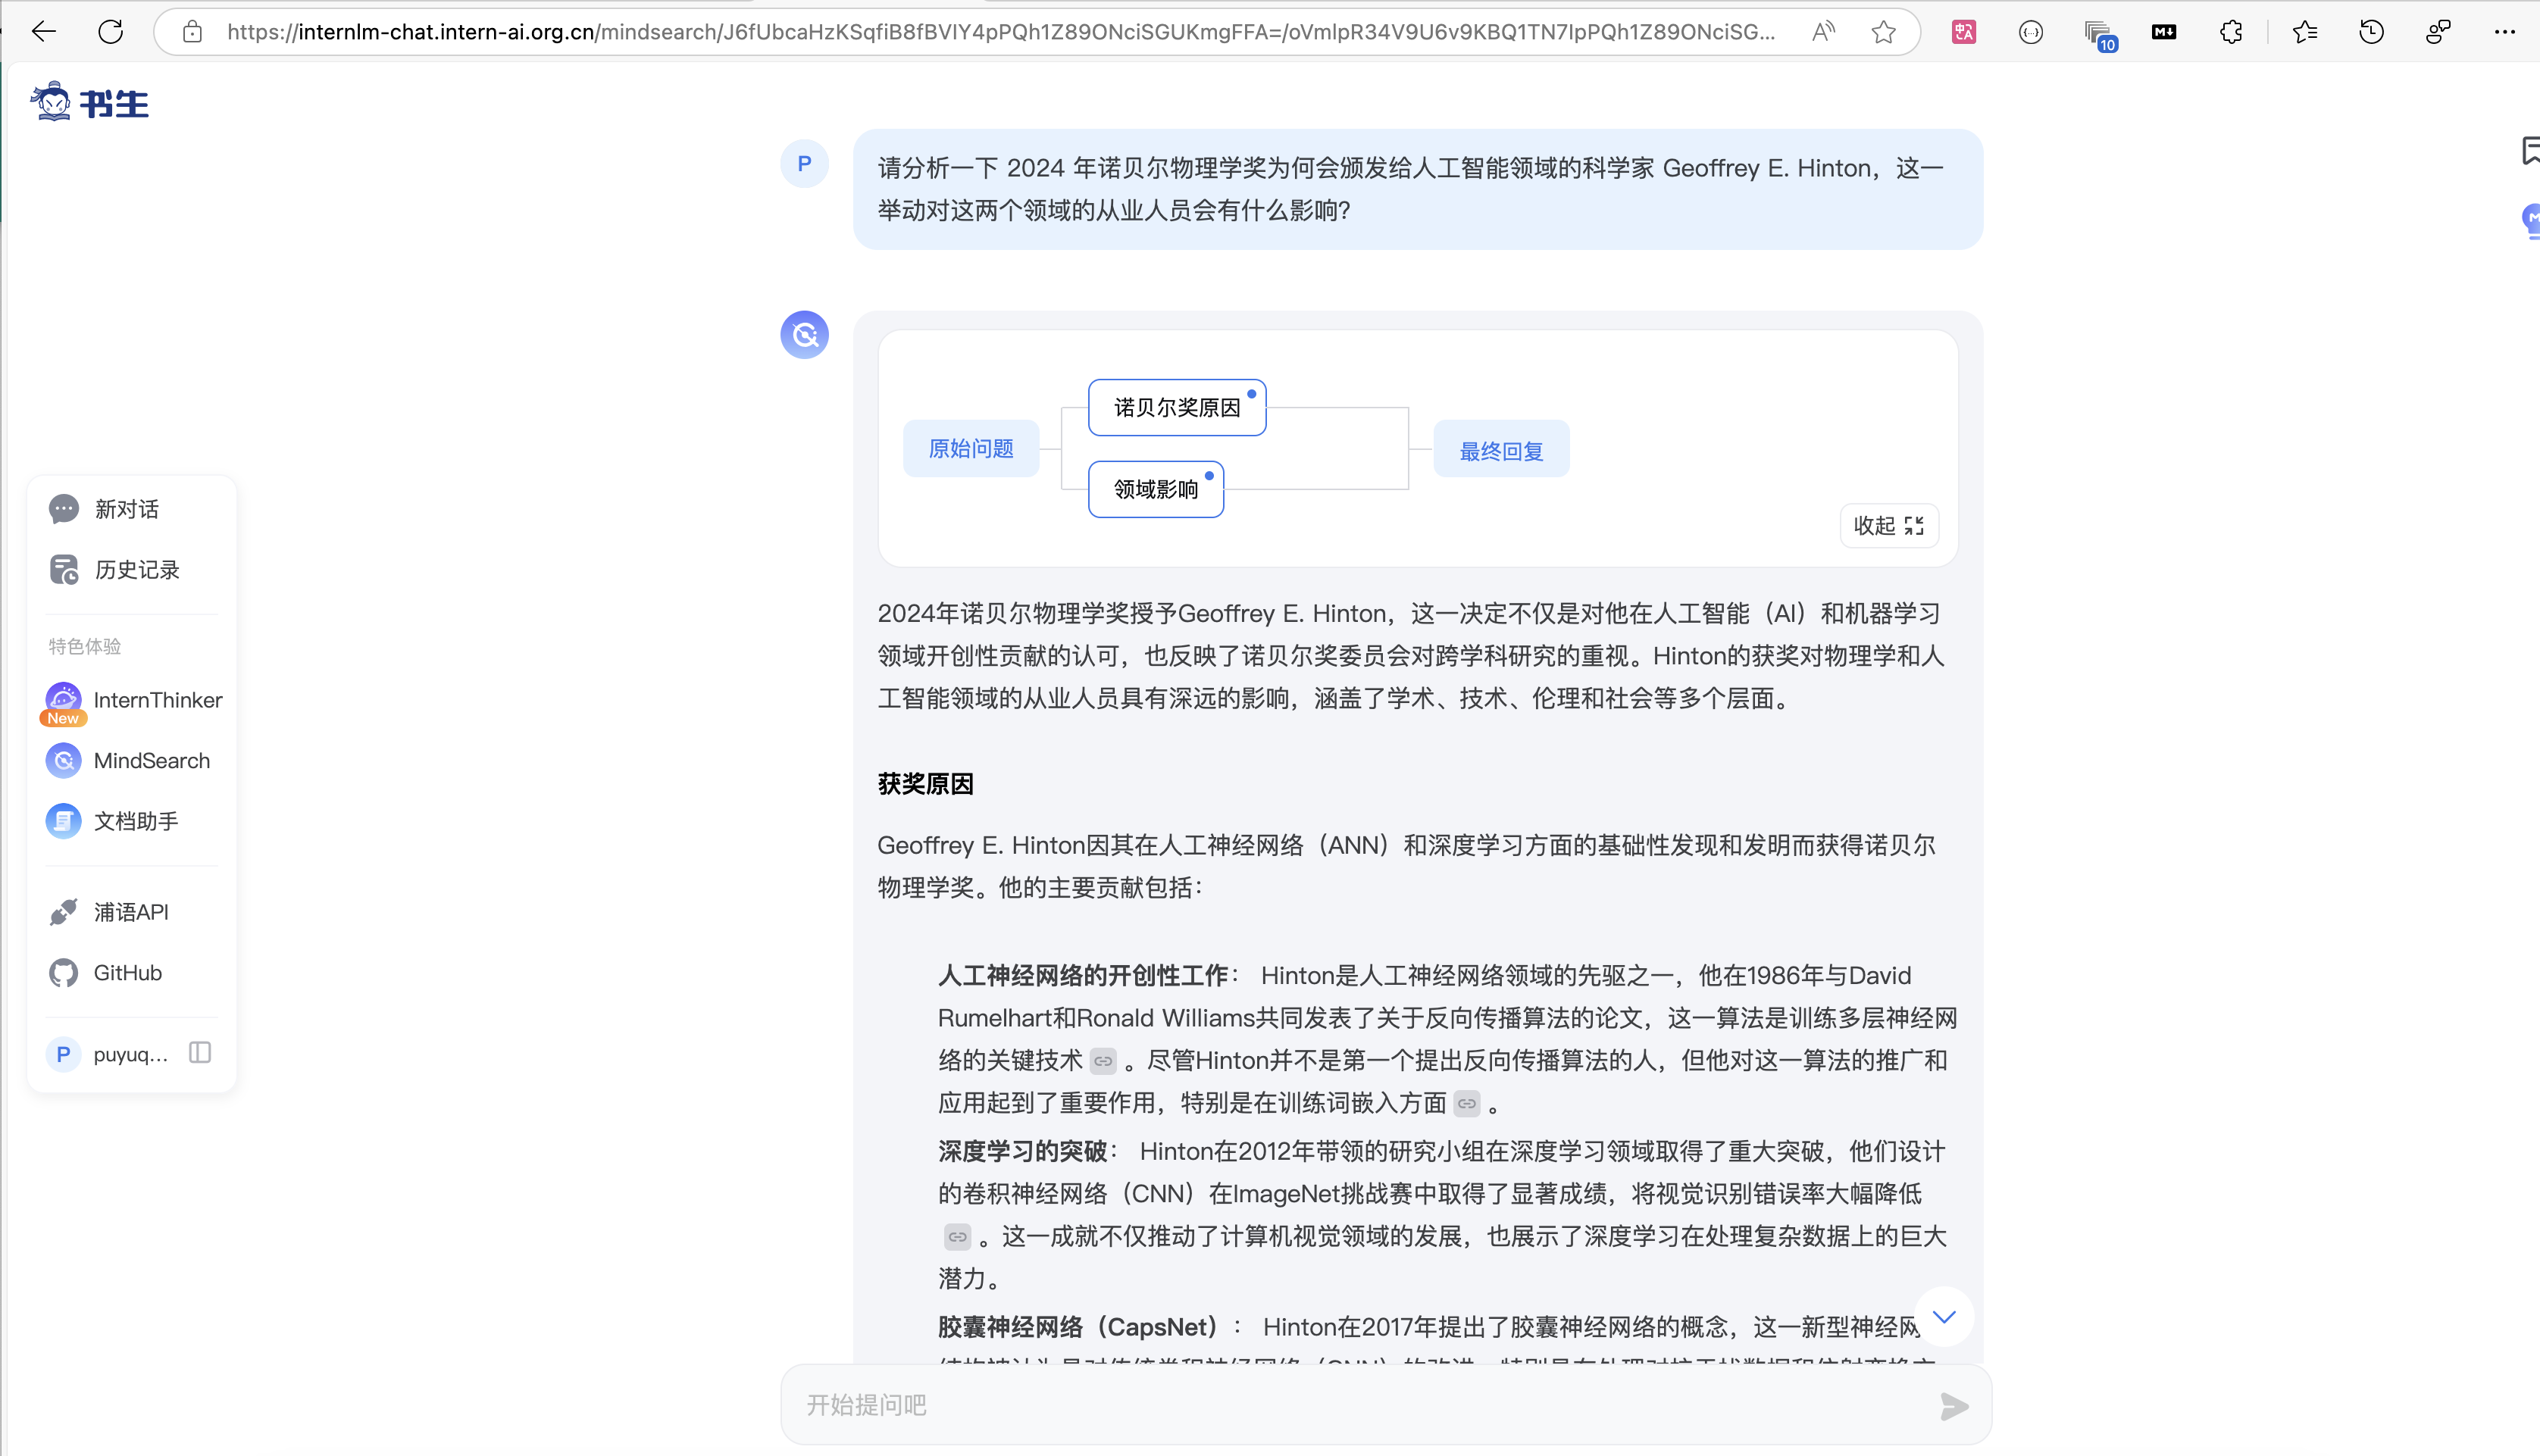 https://internlm-chat.intern-ai.org.cn/mindsearch/J6fUbcaHzKSqfiB8fBVIY4pPQh1Z89ONciSGUKmgFFA=/oVmlpR34V9U6v9KBQ1TN7IpPQh1Z89ONciSG...
10
书生
P
请分析一下 2024 年诺贝尔物理学奖为何会颁发给人工智能领域的科学家 Geoffrey E. Hinton，这一
举动对这两个领域的从业人员会有什么影响?
诺贝尔奖原因
原始问题
最终回复
领域影响
收起
新对话
历史记录
特色体验
InternThinker
New
MindSearch
文档助手
浦语API
GitHub
P puyuq...
2024年诺贝尔物理学奖授予Geoffrey E. Hinton，这一决定不仅是对他在人工智能（AI）和机器学习
领域开创性贡献的认可，也反映了诺贝尔奖委员会对跨学科研究的重视。Hinton的获奖对物理学和人
工智能领域的从业人员具有深远的影响，涵盖了学术、技术、伦理和社会等多个层面。
获奖原因
Geoffrey E. Hinton因其在人工神经网络（ANN）和深度学习方面的基础性发现和发明而获得诺贝尔
物理学奖。他的主要贡献包括：
人工神经网络的开创性工作： Hinton是人工神经网络领域的先驱之一，他在1986年与David
Rumelhart和Ronald Williams共同发表了关于反向传播算法的论文，这一算法是训练多层神经网
络的关键技术 。尽管Hinton并不是第一个提出反向传播算法的人，但他对这一算法的推广和
应用起到了重要作用，特别是在训练词嵌入方面 。
深度学习的突破： Hinton在2012年带领的研究小组在深度学习领域取得了重大突破，他们设计
的卷积神经网络（CNN）在ImageNet挑战赛中取得了显著成绩，将视觉识别错误率大幅降低
。这一成就不仅推动了计算机视觉领域的发展，也展示了深度学习在处理复杂数据上的巨大
潜力。
胶囊神经网络（CapsNet）： Hinton在2017年提出了胶囊神经网络的概念，这一新型神经网
开始提问吧